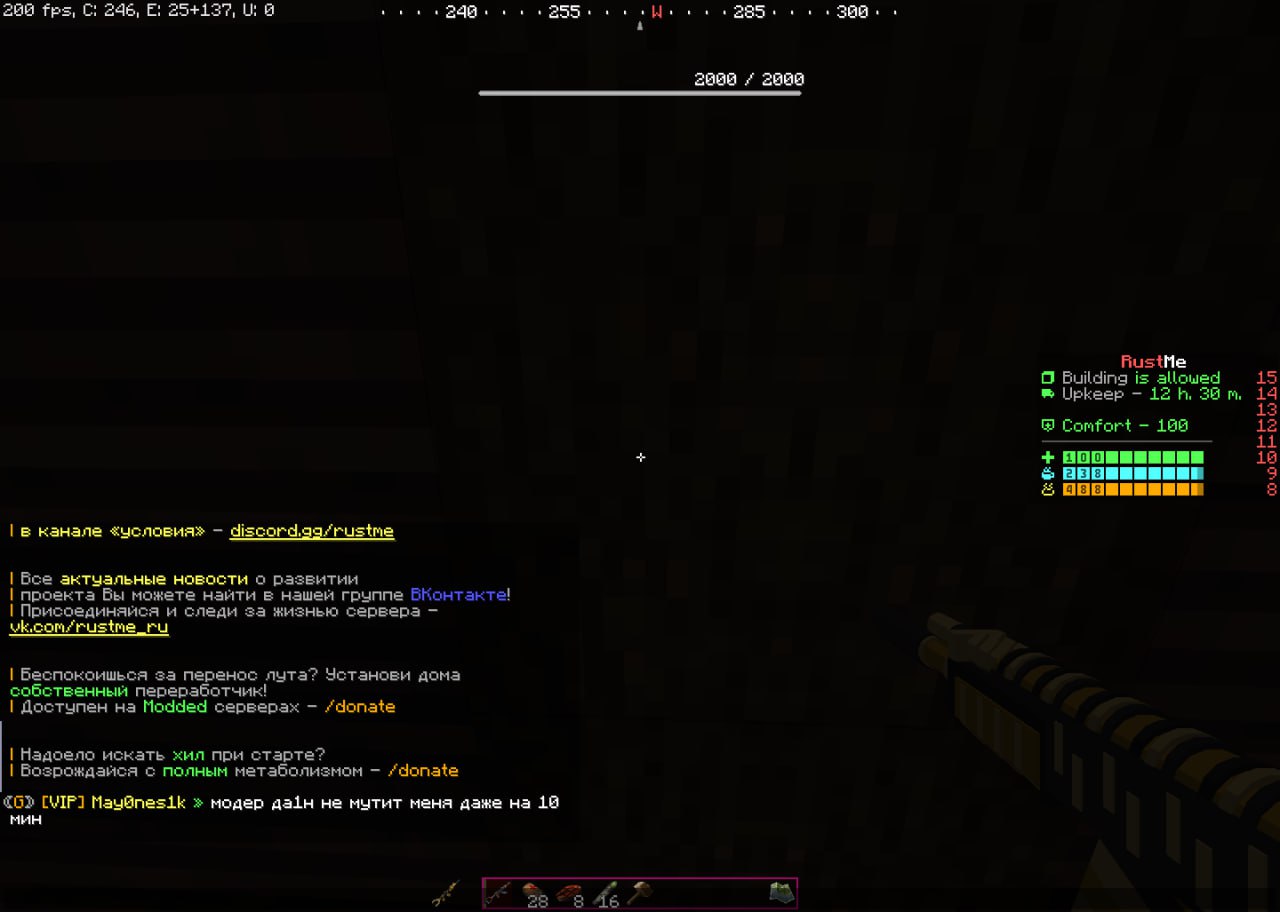 200 fps, C: 246, E: 25+137, U: 0
240 255 W 285 300
2000 / 2000
RustMe
Building is allowed 15
Upkeep - 12 h. 30 m. 14
13
Comfort - 100 12
11
100 10
238 9
488 8
| в канале «условия» - discord.gg/rustme
| Все актуальные новости о развитии
| проекта Вы можете найти в нашей группе ВКонтакте!
| Присоединяйся и следи за жизнью сервера -
vk.com/rustme_ru
| Беспокоишься за перенос лута? Установи дома
собственный переработчик!
| Доступен на Modded серверах - /donate
| Надоело искать хил при старте?
| Возрождайся с полным метаболизмом - /donate
(G) [VIP] May0nes1k » модер да1н не мутит меня даже на 10
мин
28 8 16